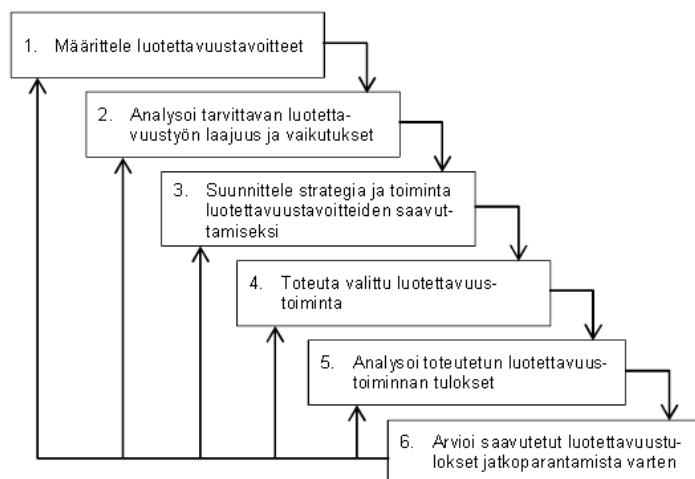 1. Määrittele luotettavuustavoitteet
2. Analysoi tarvittavan luotetta-
vuustyön laajuus ja vaikutukset
3. Suunnittele strategia ja toiminta
luotettavuustavoitteiden saavut-
tamiseksi
4. Toteuta valittu luotettavuus-
toiminta
5. Analysoi toteutetun luotettavuus-
toiminnan tulokset
6. Arvioi saavutetut luotettavuustu-
lokset jatkoparantamista varten